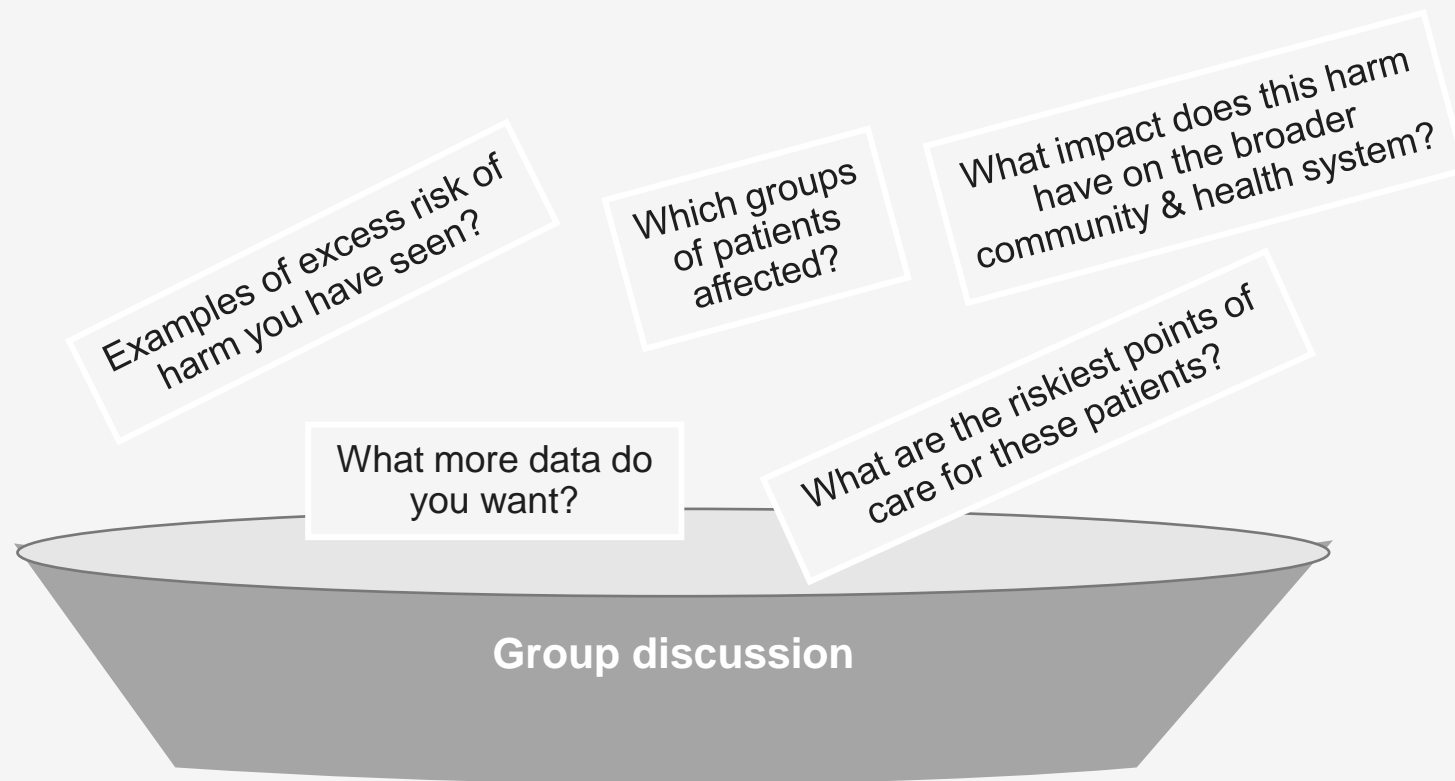 Examples of excess risk of
harm you have seen?
Which groups
of patients
affected?
What impact does this harm
have on the broader
community & health system?
What more data do
you want?
What are the riskiest points of
care for these patients?
Group discussion